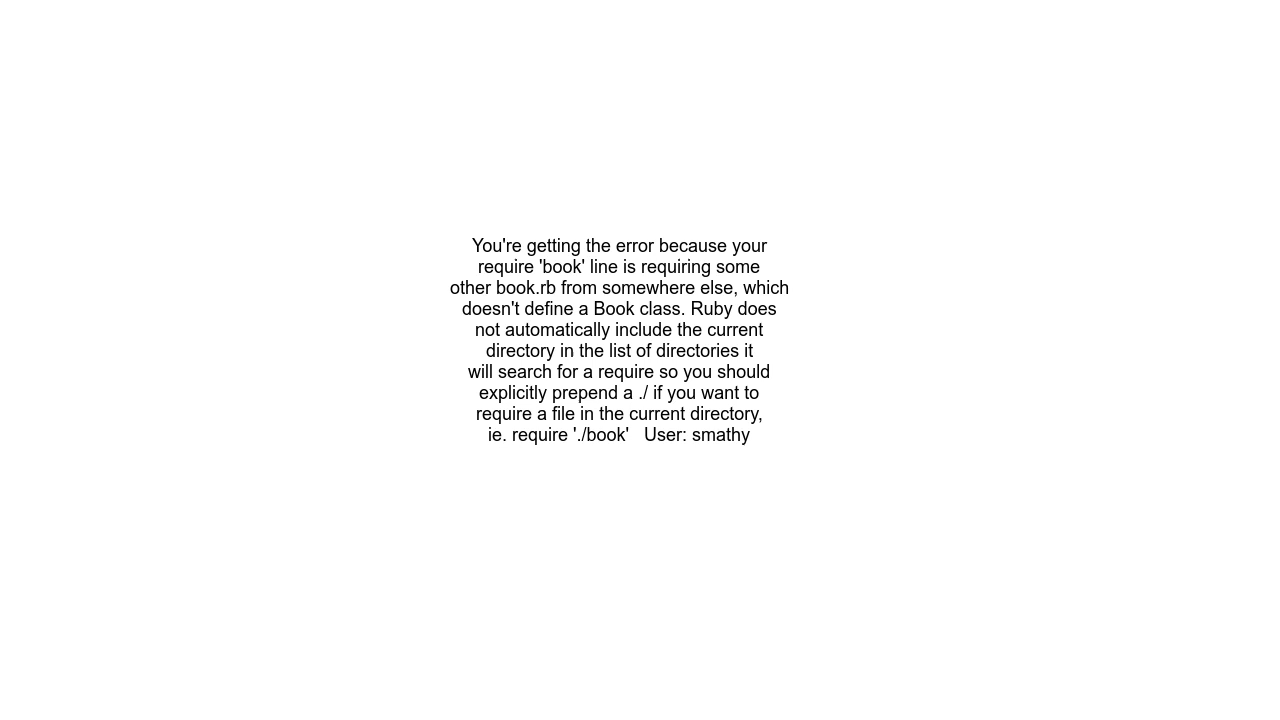 You're getting the error because your
require 'book' line is requiring some
other book.rb from somewhere else, which
doesn't define a Book class. Ruby does
not automatically include the current
directory in the list of directories it
will search for a require so you should
explicitly prepend a ./ if you want to
require a file in the current directory,
ie. require './book'   User: smathy